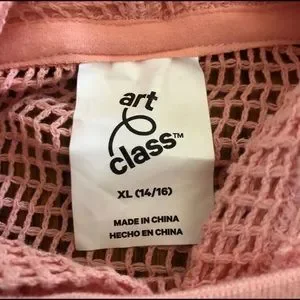 art
class™
XL (14/16)
MADE IN CHINA
HECHO EN CHINA